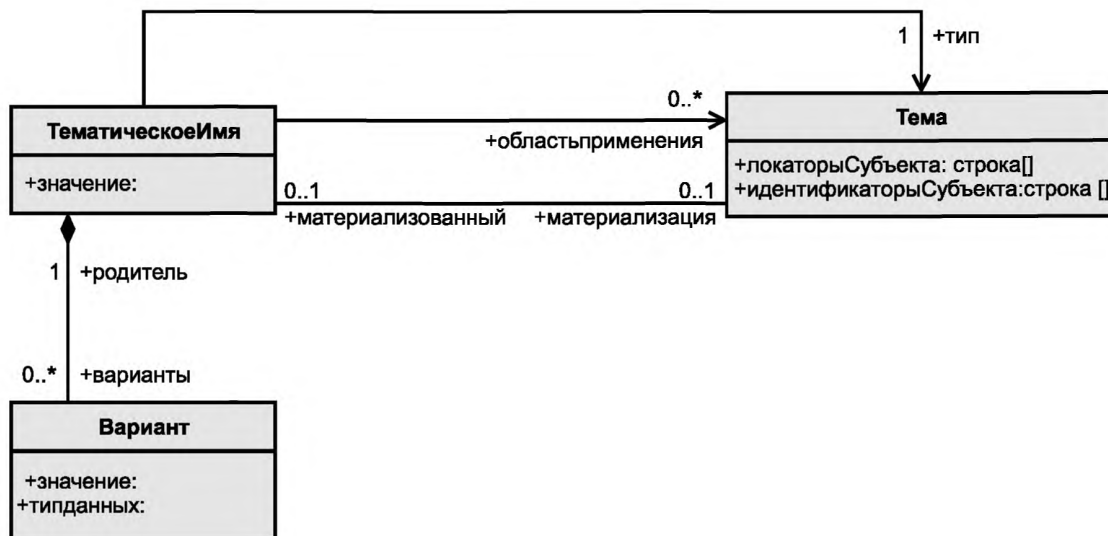 1 +тип
0..*
ТематическоеИмя
Тема
+областьприменения
+локаторыСубъекта: строка[]
+значение:
+идентификаторыСубъекта:строка []
0..1
0..1
+материализованный
+материализация
1 +родитель
0..* +варианты
Вариант
+значение:
+типданных: